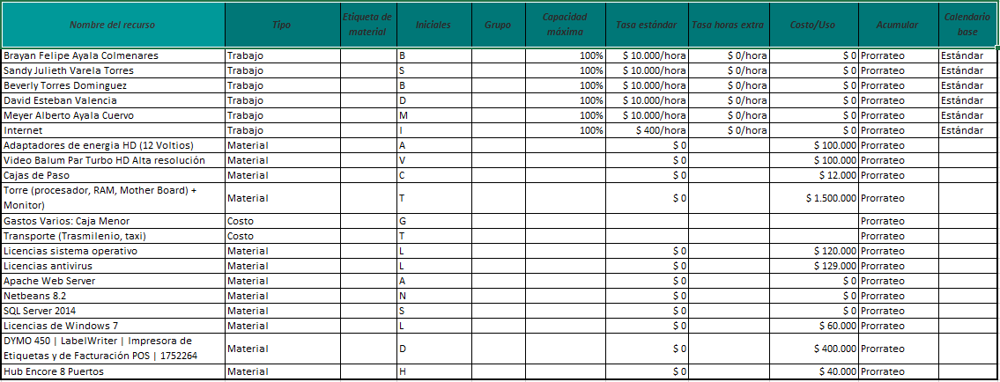 Nombre del recurso Tipo Etiqueta de material Iniciales Grupo Capacidad máxima Tasa estándar Tasa horas extra Costo/Uso Acumular Calendario base
Brayan Felipe Ayala Colmenares Trabajo B 100% $ 10.000/hora $ 0/hora $ 0 Prorrateo Estándar
Sandy Julieth Varela Torres Trabajo S 100% $ 10.000/hora $ 0/hora $ 0 Prorrateo Estándar
Beverly Torres Dominguez Trabajo B 100% $ 10.000/hora $ 0/hora $ 0 Prorrateo Estándar
David Esteban Valencia Trabajo D 100% $ 10.000/hora $ 0/hora $ 0 Prorrateo Estándar
Meyer Alberto Ayala Cuervo Trabajo M 100% $ 10.000/hora $ 0/hora $ 0 Prorrateo Estándar
Internet Trabajo I 100% $ 400/hora $ 0/hora $ 0 Prorrateo Estándar
Adaptadores de energia HD (12 Voltios) Material A $ 0 $ 100.000 Prorrateo
Video Balum Par Turbo HD Alta resolución Material V $ 0 $ 100.000 Prorrateo
Cajas de Paso Material C $ 0 $ 12.000 Prorrateo
Torre (procesador, RAM, Mother Board) +
Monitor) Material T $ 0 $ 1.500.000 Prorrateo
Gastos Varios: Caja Menor Costo G Prorrateo
Transporte (Trasmilenio, taxi) Costo T Prorrateo
Licencias sistema operativo Material L $ 0 $ 120.000 Prorrateo
Licencias antivirus Material L $ 0 $ 129.000 Prorrateo
Apache Web Server Material A $ 0 $ 0 Prorrateo
Netbeans 8.2 Material N $ 0 $ 0 Prorrateo
SQL Server 2014 Material S $ 0 $ 0 Prorrateo
Licencias de Windows 7 Material L $ 0 $ 60.000 Prorrateo
DYMO 450 | LabelWriter | Impresora de
Etiquetas y de Facturación POS | 1752264 Material D $ 0 $ 400.000 Prorrateo
Hub Encore 8 Puertos Material H $ 0 $ 40.000 Prorrateo